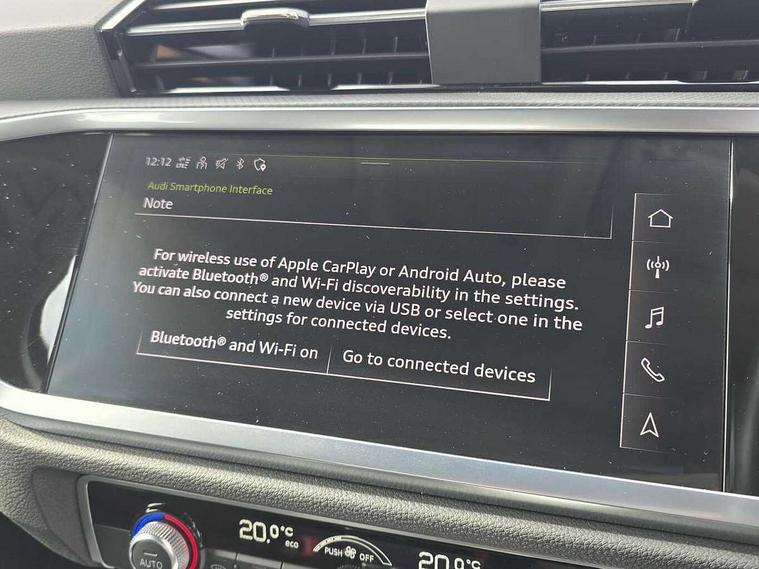 12:12 LTE
Audi Smartphone Interface
Note
For wireless use of Apple CarPlay or Android Auto, please
activate Bluetooth® and Wi-Fi discoverability in the settings.
You can also connect a new device via USB or select one in the
settings for connected devices.
Bluetooth® and Wi-Fi on
Go to connected devices
20.0°C
eco
PUSH OFF
20.0°C
AUTO